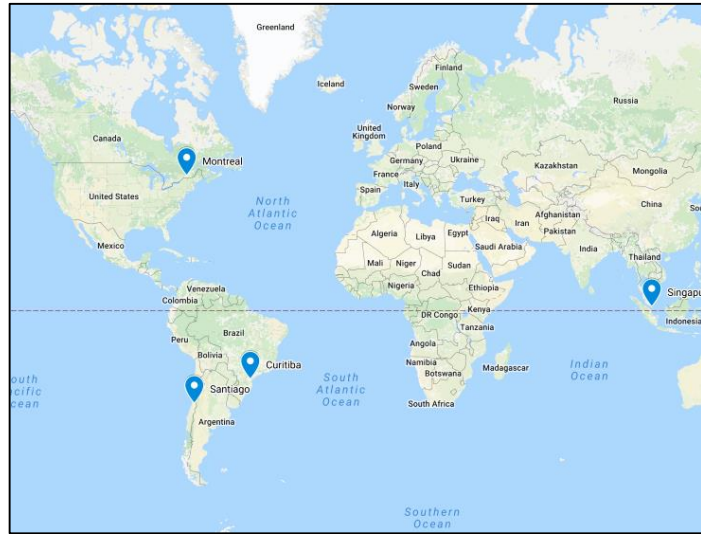 Greenland
Iceland
Finland
Sweden
Norway
Russia
Canada
United
Kingdom
Poland
Montreal
Germany
Ukraine
Kazakhstan
France
Mongolia
Italy
United States
Spain
Turkey
North
Atlantic
Ocean
Iraq
Iran
Afghanistan
China
Pakistan
Algeria
Libya
Egypt
Mexico
Saudi Arabia
India
Mali
Niger
Sudan
Thailand
Chad
Nigeria
Ethiopia
Venezuela
Colombia
Singapu
DR Congo
Kenya
Indonesia
Tanzania
Brazil
Peru
Angola
Bolivia
Namibia
Madagascar
Indian
Ocean
Curitiba
Botswana
South
Atlantic
Ocean
outh
cific
cean
Santiago
South Africa
Argentina
Southern
Ocean